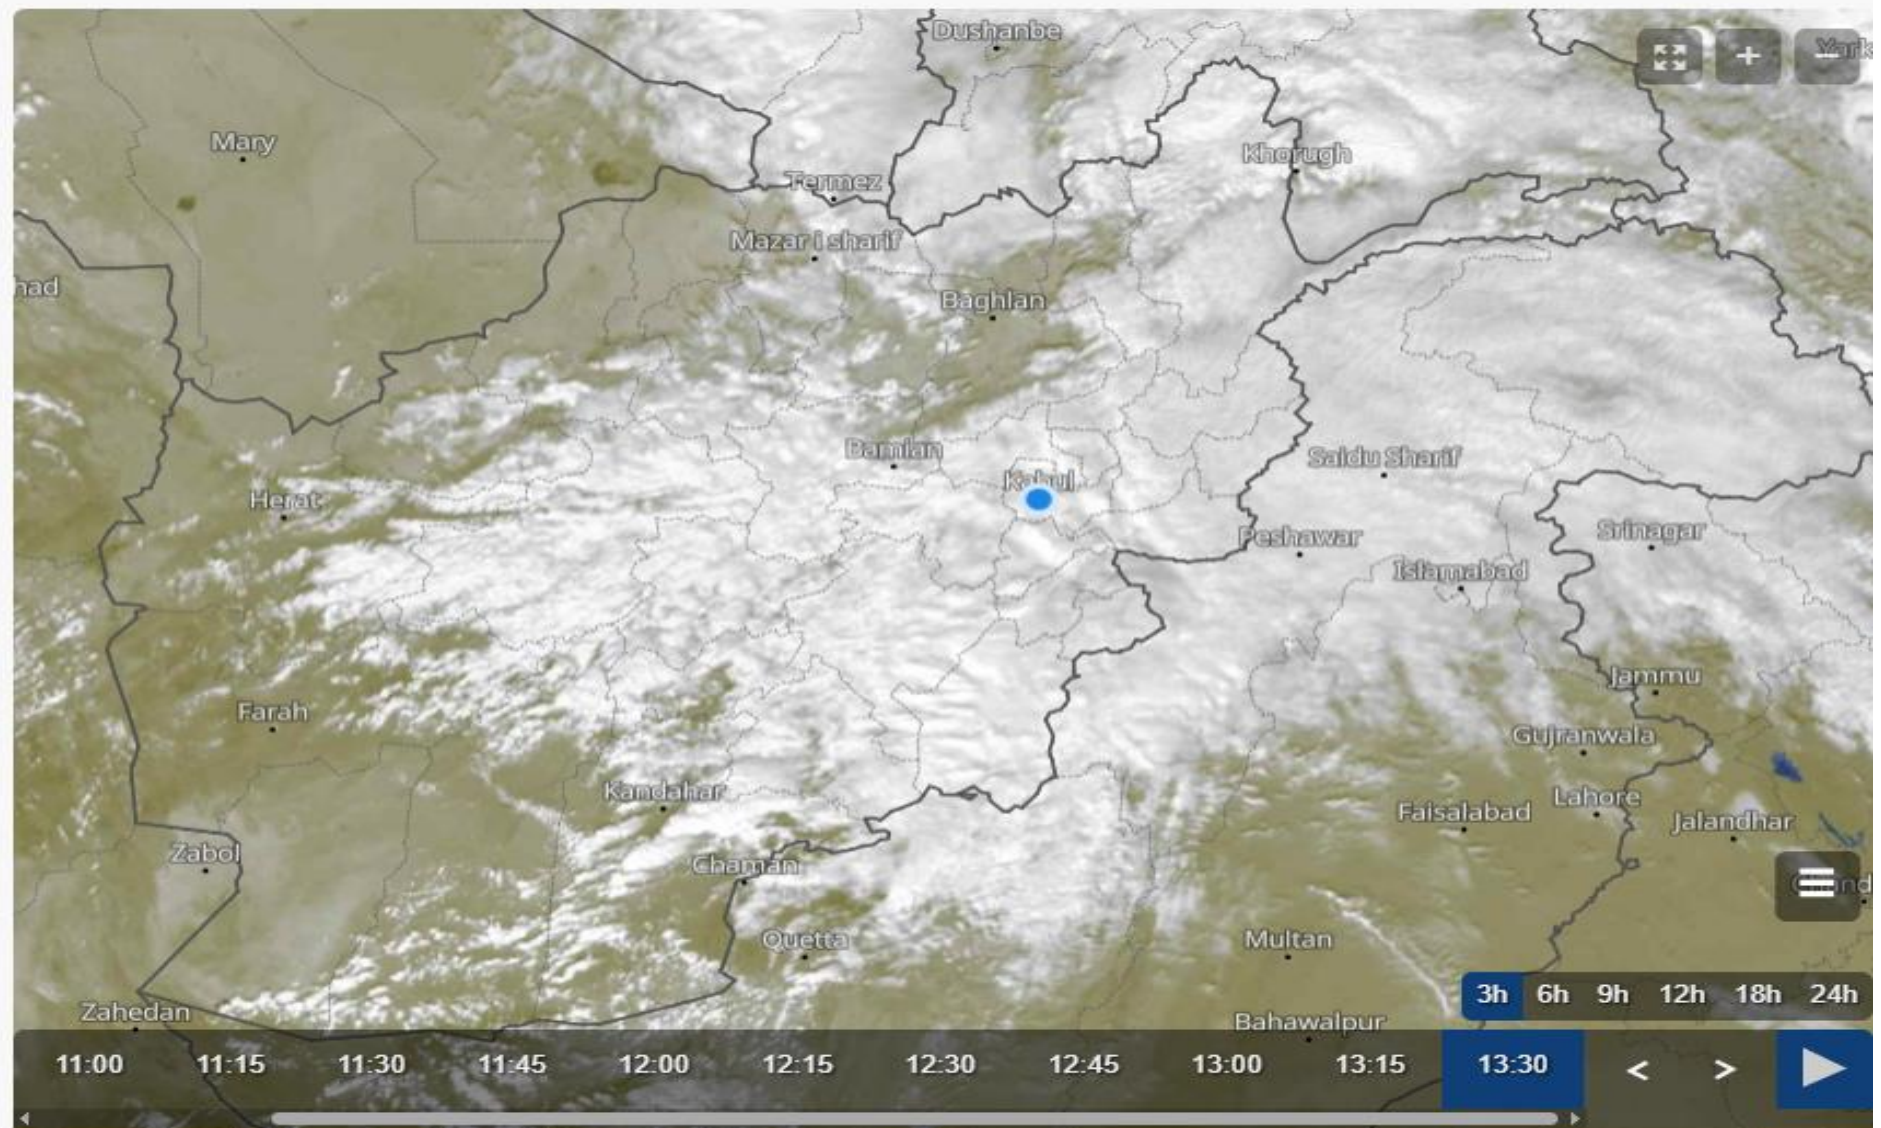 Dushanbe
Mary
Khorugh
Termez
Mazar i sharif
had
Baghlan
Bamian
Saidu Sharif
Kabul
Herat
Srinagar
Peshawar
Islamabad
Jammu
Farah
Gujranwala
Kandahar
Lahore
Faisalabad
Jalandhar
Zabol
Chaman
Quetta
Multan
3h 6h 9h 12h 18h 24h
Zahedan
Bahawalpur
11:00 11:15 11:30 11:45 12:00 12:15 12:30 12:45 13:00 13:15 13:30 < >